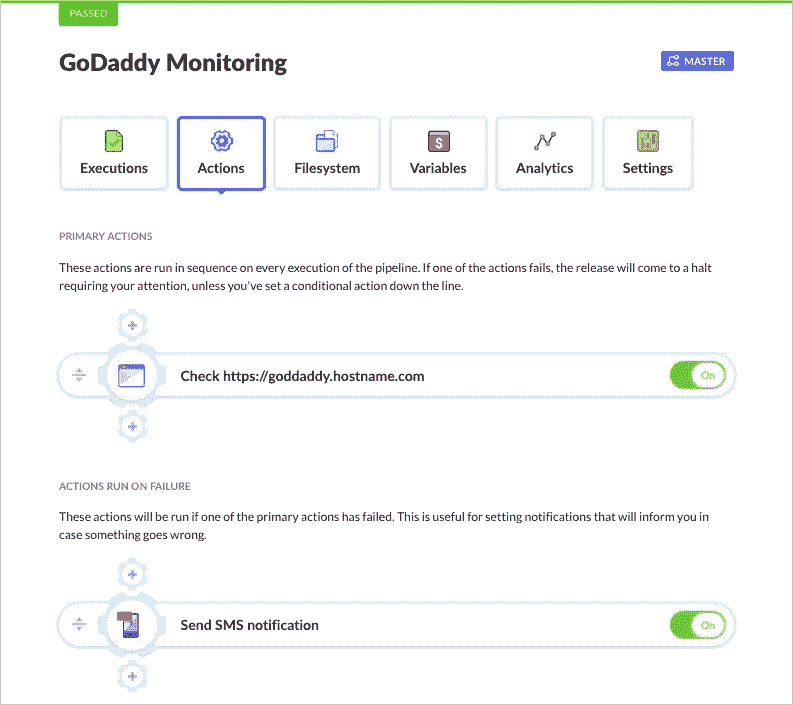 PASSED
GoDaddy Monitoring
MASTER
Executions
Actions
Filesystem
$
Variables
Analytics
Settings
PRIMARY ACTIONS
These actions are run in sequence on every execution of the pipeline. If one of the actions fails, the release will come to a halt
requiring your attention, unless you've set a conditional action down the line.
Check https://goddaddy.hostname.com
On
ACTIONS RUN ON FAILURE
These actions will be run if one of the primary actions has failed. This is useful for setting notifications that will inform you in
case something goes wrong.
Send SMS notification
On